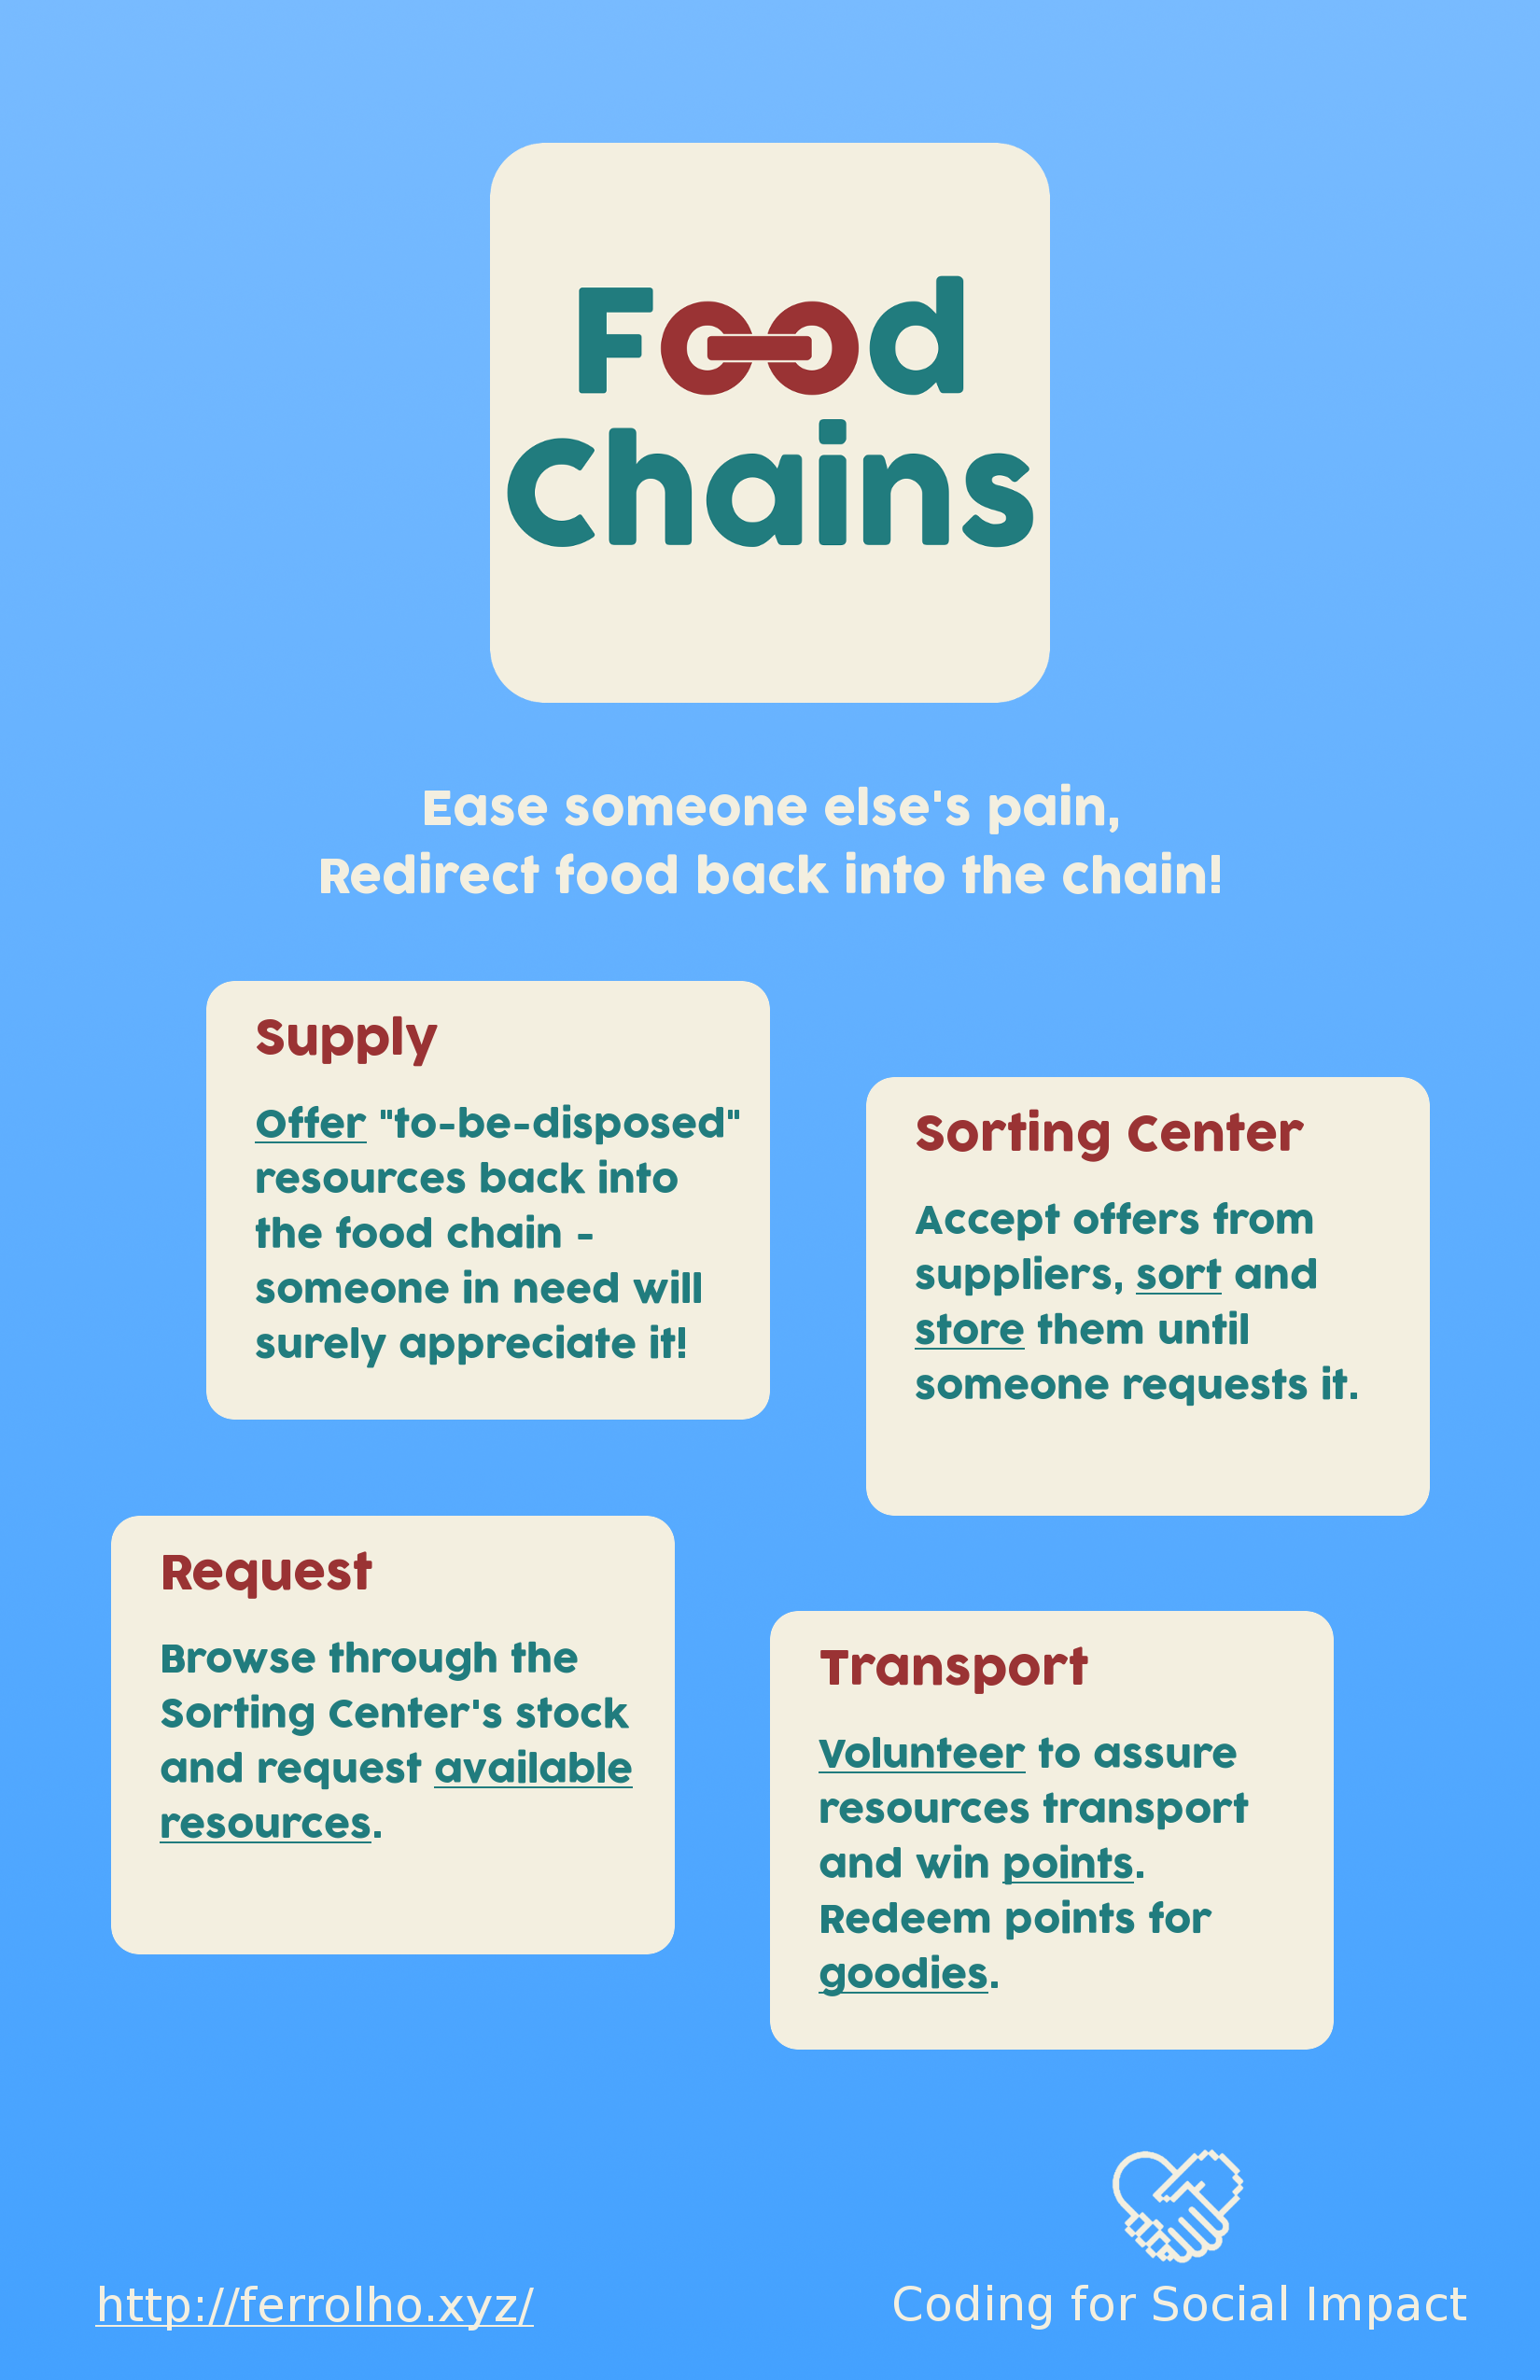 Food
Chains
Ease someone else's pain,
Redirect food back into the chain!
Supply
Offer "to-be-disposed"
resources back into
the food chain -
someone in need will
surely appreciate it!
Sorting Center
Accept offers from
suppliers, sort and
store them until
someone requests it.
Request
Browse through the
Sorting Center's stock
and request available
resources.
Transport
Volunteer to assure
resources transport
and win points.
Redeem points for
goodies.
http://ferrolho.xyz/
Coding for Social Impact